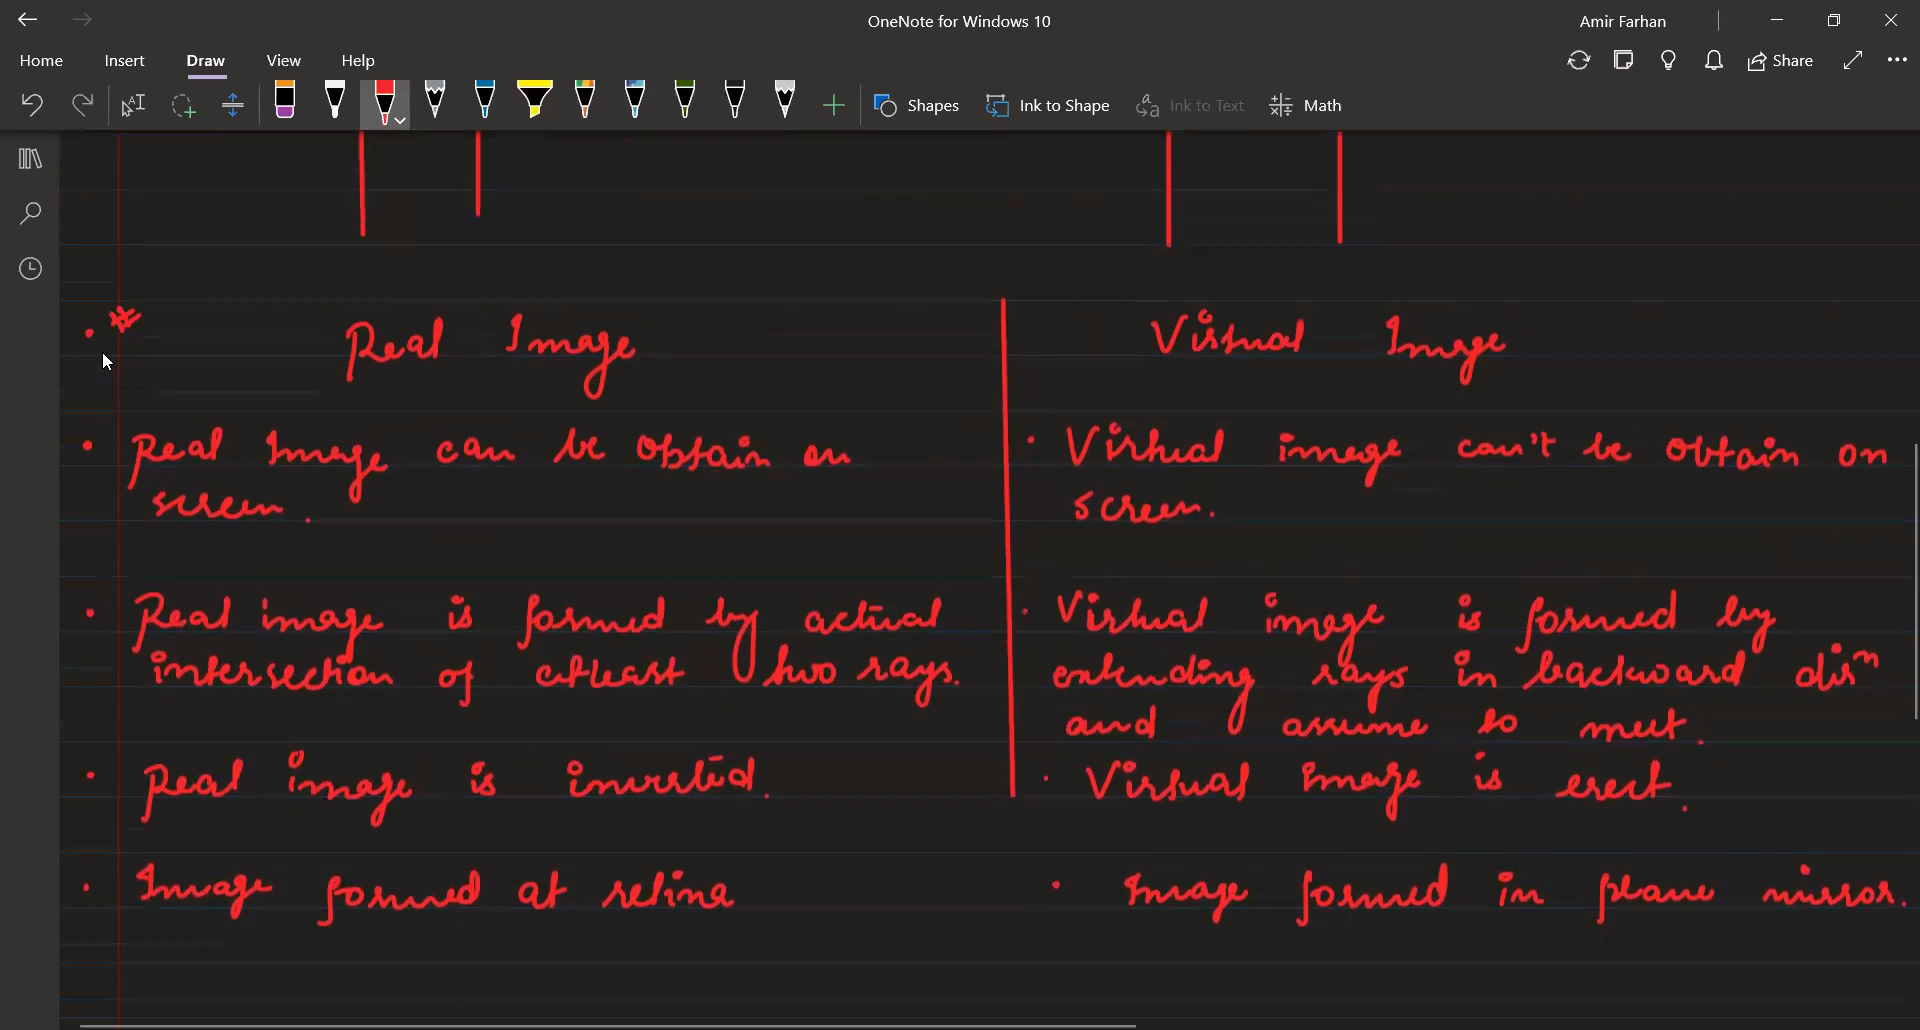 OneNote for Windows 10
Amir Farhan
Home Insert Draw View Help
Share
Shapes Ink to Shape Ink to Text Math
* Real Image
Virtual Image
• Real Image can be obtain on
screen.
• Virtual image can't be obtain on
screen.
• Real image is formed by actual
intersection of atleast two rays.
• Virtual image is formed by
extending rays in backward dirn
and assume to meet.
• Real image is inverted.
• Virtual image is erect.
• Image formed at retina
• Image formed in plane mirror.